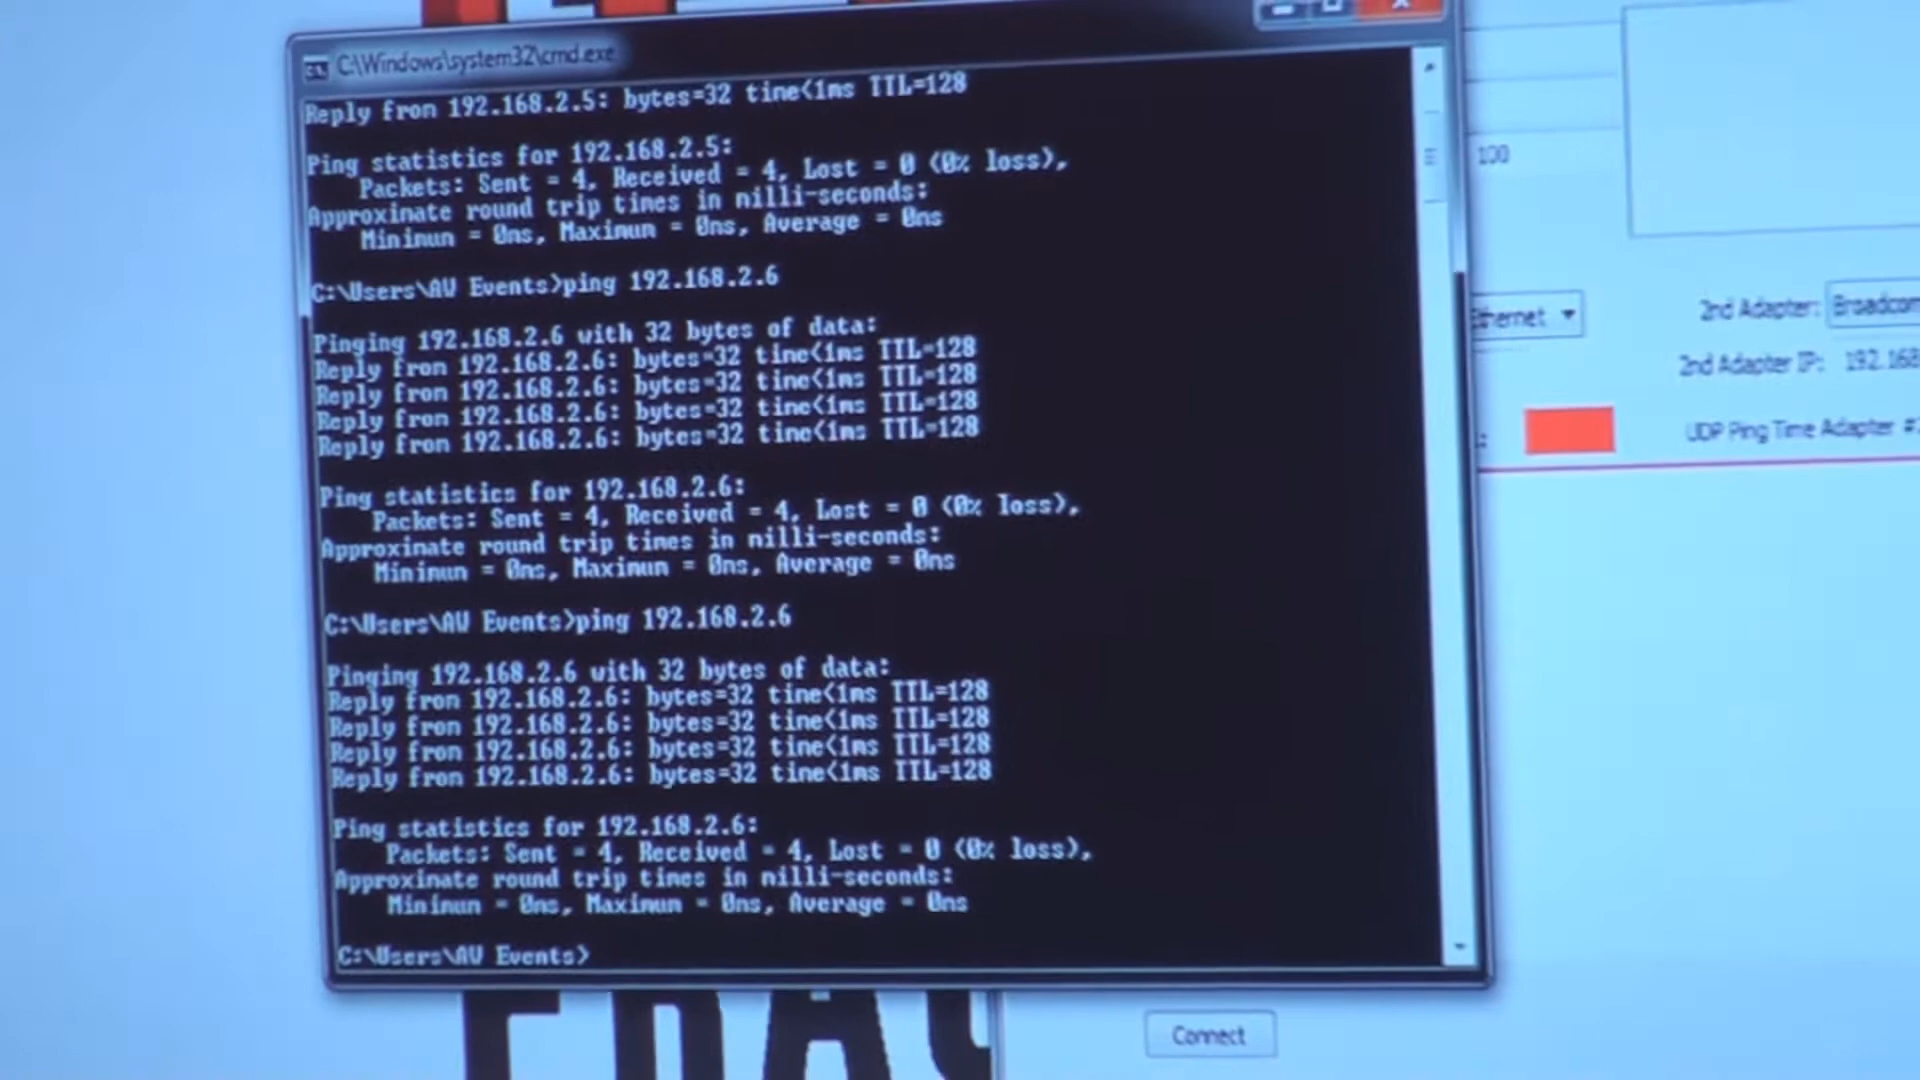 C:\Windows\system32\cmd.exe
Reply from 192.168.2.5: bytes=32 time<1ms TTL=128
Ping statistics for 192.168.2.5:
Packets: Sent = 4, Received = 4, Lost = 0 (0% loss),
Approximate round trip times in milli-seconds:
Minimum = 0ms, Maximum = 0ms, Average = 0ms
C:\Users\AV Events>ping 192.168.2.6
Pinging 192.168.2.6 with 32 bytes of data:
Reply from 192.168.2.6: bytes=32 time<1ms TTL=128
Reply from 192.168.2.6: bytes=32 time<1ms TTL=128
Reply from 192.168.2.6: bytes=32 time<1ms TTL=128
Reply from 192.168.2.6: bytes=32 time<1ms TTL=128
Ping statistics for 192.168.2.6:
Packets: Sent = 4, Received = 4, Lost = 0 (0% loss),
Approximate round trip times in milli-seconds:
Minimum = 0ms, Maximum = 0ms, Average = 0ms
C:\Users\AV Events>ping 192.168.2.6
Pinging 192.168.2.6 with 32 bytes of data:
Reply from 192.168.2.6: bytes=32 time<1ms TTL=128
Reply from 192.168.2.6: bytes=32 time<1ms TTL=128
Reply from 192.168.2.6: bytes=32 time<1ms TTL=128
Reply from 192.168.2.6: bytes=32 time<1ms TTL=128
Ping statistics for 192.168.2.6:
Packets: Sent = 4, Received = 4, Lost = 0 (0% loss),
Approximate round trip times in milli-seconds:
Minimum = 0ms, Maximum = 0ms, Average = 0ms
C:\Users\AV Events>
100
Ethernet
2nd Adapter: Broadcom
2nd Adapter IP: 192.168
UDP Ping Time Adapter #
Connect